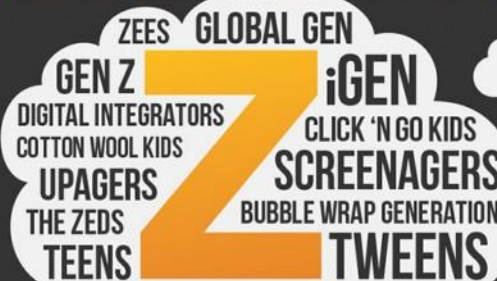 ZEES GLOBAL GEN
GEN Z
iGEN
DIGITAL INTEGRATORS
CLICK ‘N GO KIDS
COTTON WOOL KIDS
SCREENAGERS
UPAGERS
BUBBLE WRAP GENERATION
THE ZEDS
TEENS
TWEENS
Z